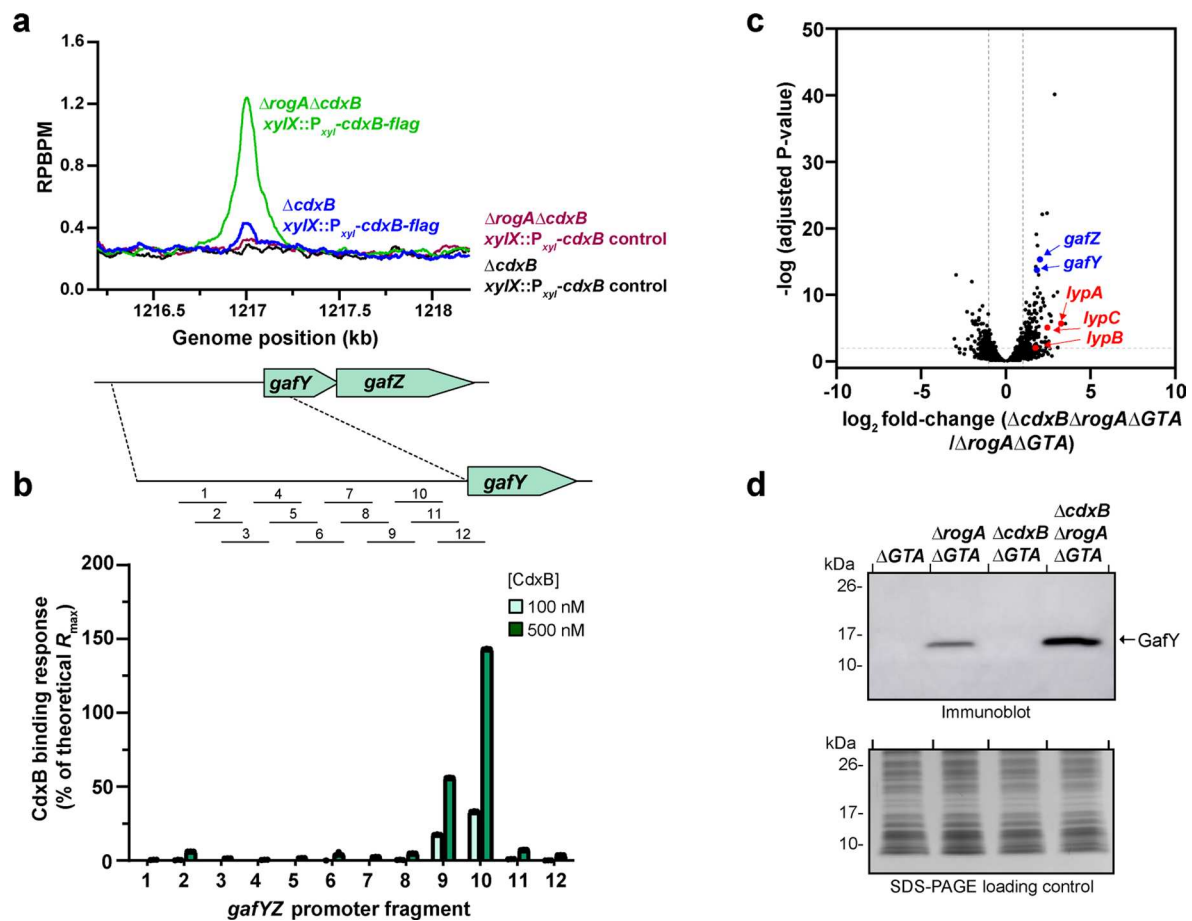 a
1.6
1.2
0.8
0.4
0.0
RPBPM
ΔrogAΔcdxB
xylX::Pxyl-cdxB-flag
ΔcdxB
xylX::Pxyl-cdxB-flag
ΔrogAΔcdxB
xylX::Pxyl-cdxB control
ΔcdxB
xylX::Pxyl-cdxB control
1216.5 1217 1217.5 1218
Genome position (kb)
gafY gafZ
gafY
b
1 4 7 10
2 5 8 11
3 6 9 12
200
150
100
50
0
CdxB binding response
(% of theoretical Rmax)
[CdxB]
100 nM
500 nM
1 2 3 4 5 6 7 8 9 10 11 12
gafYZ promoter fragment
c
50
40
30
20
10
0
-log (adjusted P-value)
gafZ
gafY
lypA
lypC
lypB
-10 -5 0 5 10
log2 fold-change (ΔcdxBΔrogAΔGTA
/ΔrogAΔGTA)
d
ΔcdxB
ΔrogA ΔcdxB ΔrogA
ΔGTA ΔGTA ΔGTA ΔGTA
kDa
26-
17-
10-
←GafY
Immunoblot
kDa
26-
17-
10-
SDS-PAGE loading control